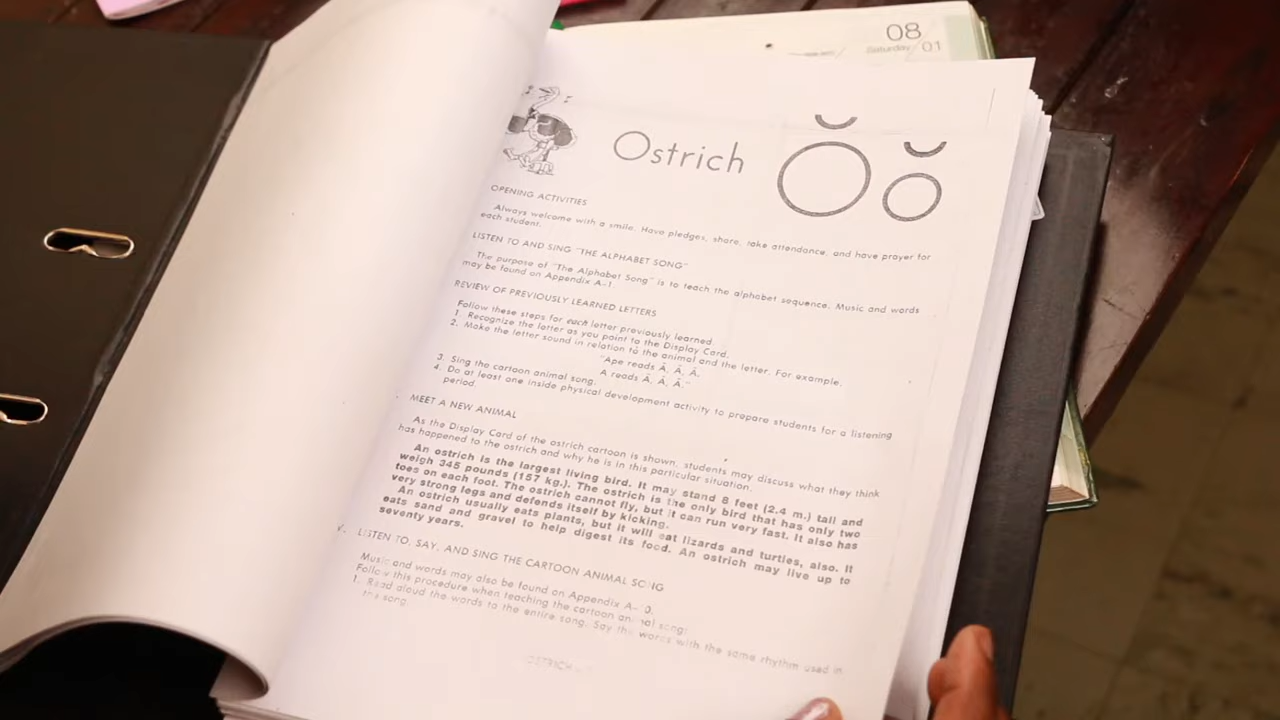 08
Saturday 01
Ostrich Ŏ ŏ
OPENING ACTIVITIES
Always welcome with a smile. Have pledges, share, take attendance, and have prayer for
each student.
LISTEN TO AND SING "THE ALPHABET SONG"
The purpose of "The Alphabet Song" is to teach the alphabet sequence. Music and words
may be found on Appendix A-1.
REVIEW OF PREVIOUSLY LEARNED LETTERS
Follow these steps for each letter previously learned.
1. Recognize the letter as you point to the Display Card.
2. Make the letter sound in relation to the animal and the letter. For example,
"Ape reads Ā, Ā, Ā.
A reads Ā, Ā, Ā."
3. Sing the cartoon animal song.
4. Do at least one inside physical development activity to prepare students for a listening
period.
MEET A NEW ANIMAL
As the Display Card of the ostrich cartoon is shown, students may discuss what they think
has happened to the ostrich and why he is in this particular situation.
An ostrich is the largest living bird. It may stand 8 feet (2.4 m.) tall and
weigh 345 pounds (157 kg.). The ostrich is the only bird that has only two
toes on each foot. The ostrich cannot fly, but it can run very fast. It also has
very strong legs and defends itself by kicking.
An ostrich usually eats plants, but it will eat lizards and turtles, also. It
eats sand and gravel to help digest its food. An ostrich may live up to
seventy years.
LISTEN TO, SAY, AND SING THE CARTOON ANIMAL SONG
Music and words may also be found on Appendix
Follow this procedure when teaching the cartoon animal song:
1. Read aloud the words to the entire song. Say the words with the same rhythm used in
the song.
OSTRICH